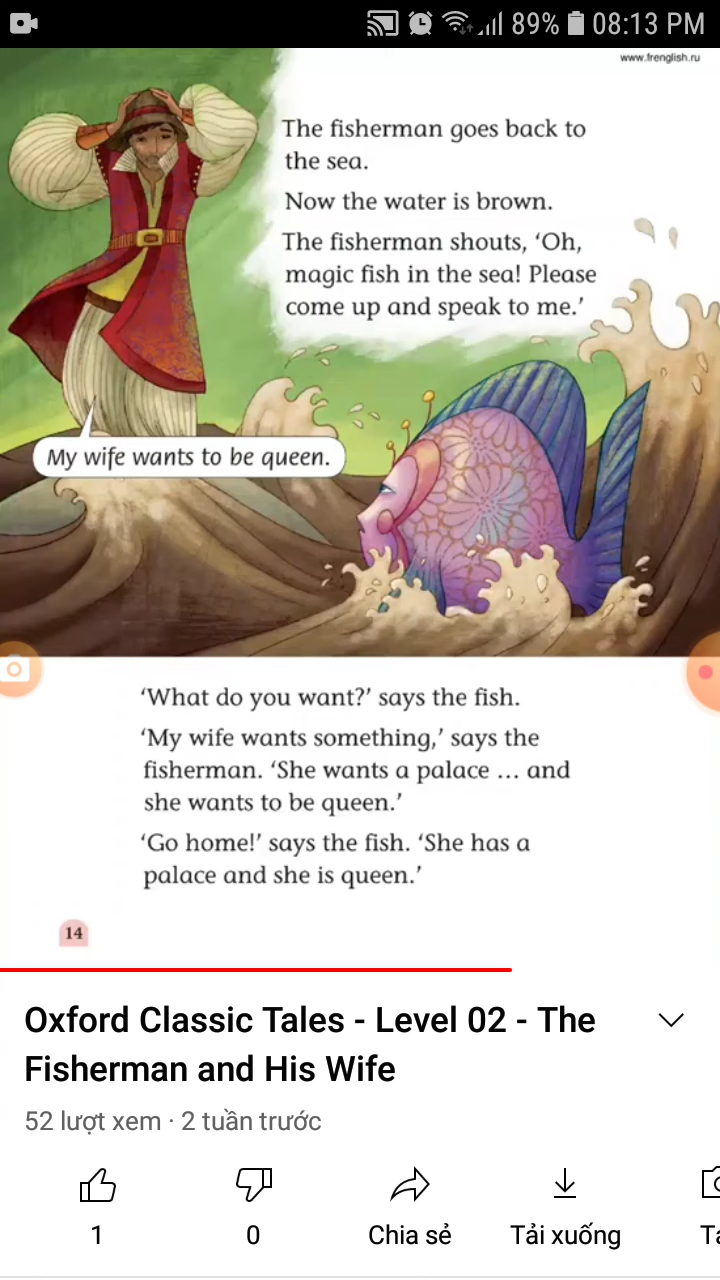 89% 08:13 PM
www.frenglish.ru
The fisherman goes back to
the sea.
Now the water is brown.
The fisherman shouts, ‘Oh,
magic fish in the sea! Please
come up and speak to me.’
My wife wants to be queen.
‘What do you want?’ says the fish.
‘My wife wants something,’ says the
fisherman. ‘She wants a palace ... and
she wants to be queen.’
‘Go home!’ says the fish. ‘She has a
palace and she is queen.’
14
Oxford Classic Tales - Level 02 - The
Fisherman and His Wife
52 lượt xem · 2 tuần trước
1 0 Chia sẻ Tải xuống